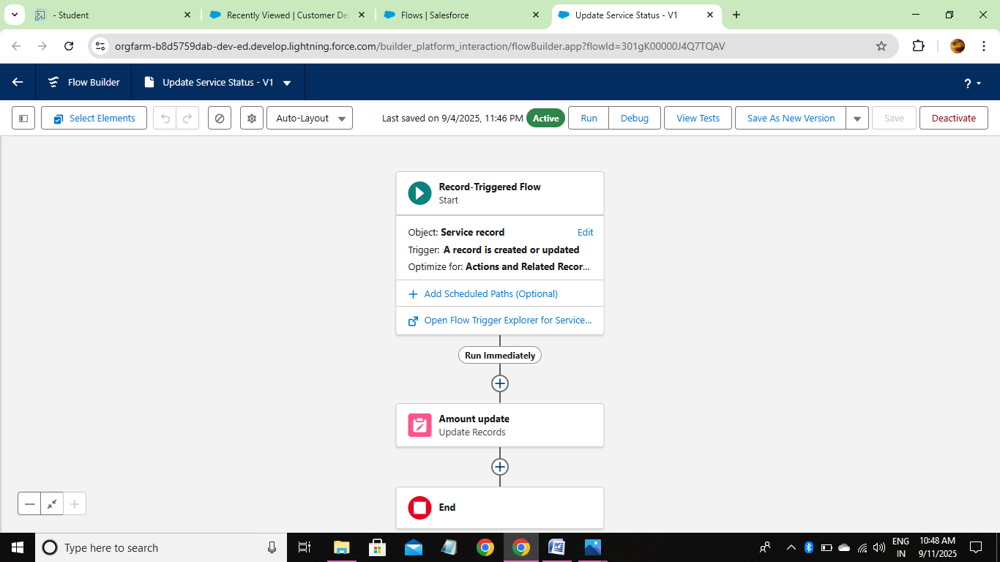 - Student
Recently Viewed | Customer De
Flows | Salesforce
Update Service Status - V1
orgfarm-b8d5759dab-dev-ed.develop.lightning.force.com/builder_platform_interaction/flowBuilder.app?flowId=301gK00000J4Q7TQAV
Flow Builder
Update Service Status - V1
?
Select Elements
Auto-Layout
Last saved on 9/4/2025, 11:46 PM
Active
Run
Debug
View Tests
Save As New Version
Save
Deactivate
Record-Triggered Flow
Start
Object: Service record
Edit
Trigger: A record is created or updated
Optimize for: Actions and Related Recor...
Add Scheduled Paths (Optional)
Open Flow Trigger Explorer for Service...
Run Immediately
Amount update
Update Records
End
Type here to search
ENG
IN
10:48 AM
9/11/2025